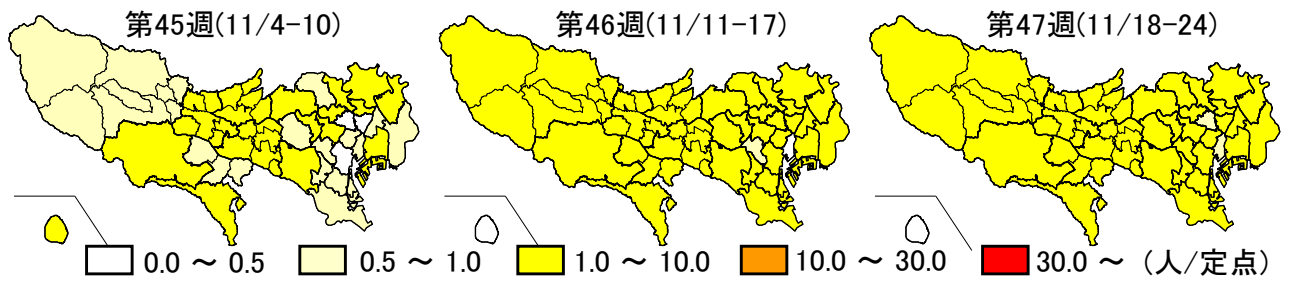 第45週(11/4-10) 第46週(11/11-17) 第47週(11/18-24)
0.0 ～ 0.5 0.5 ～ 1.0 1.0 ～ 10.0 10.0 ～ 30.0 30.0 ～ (人/定点)